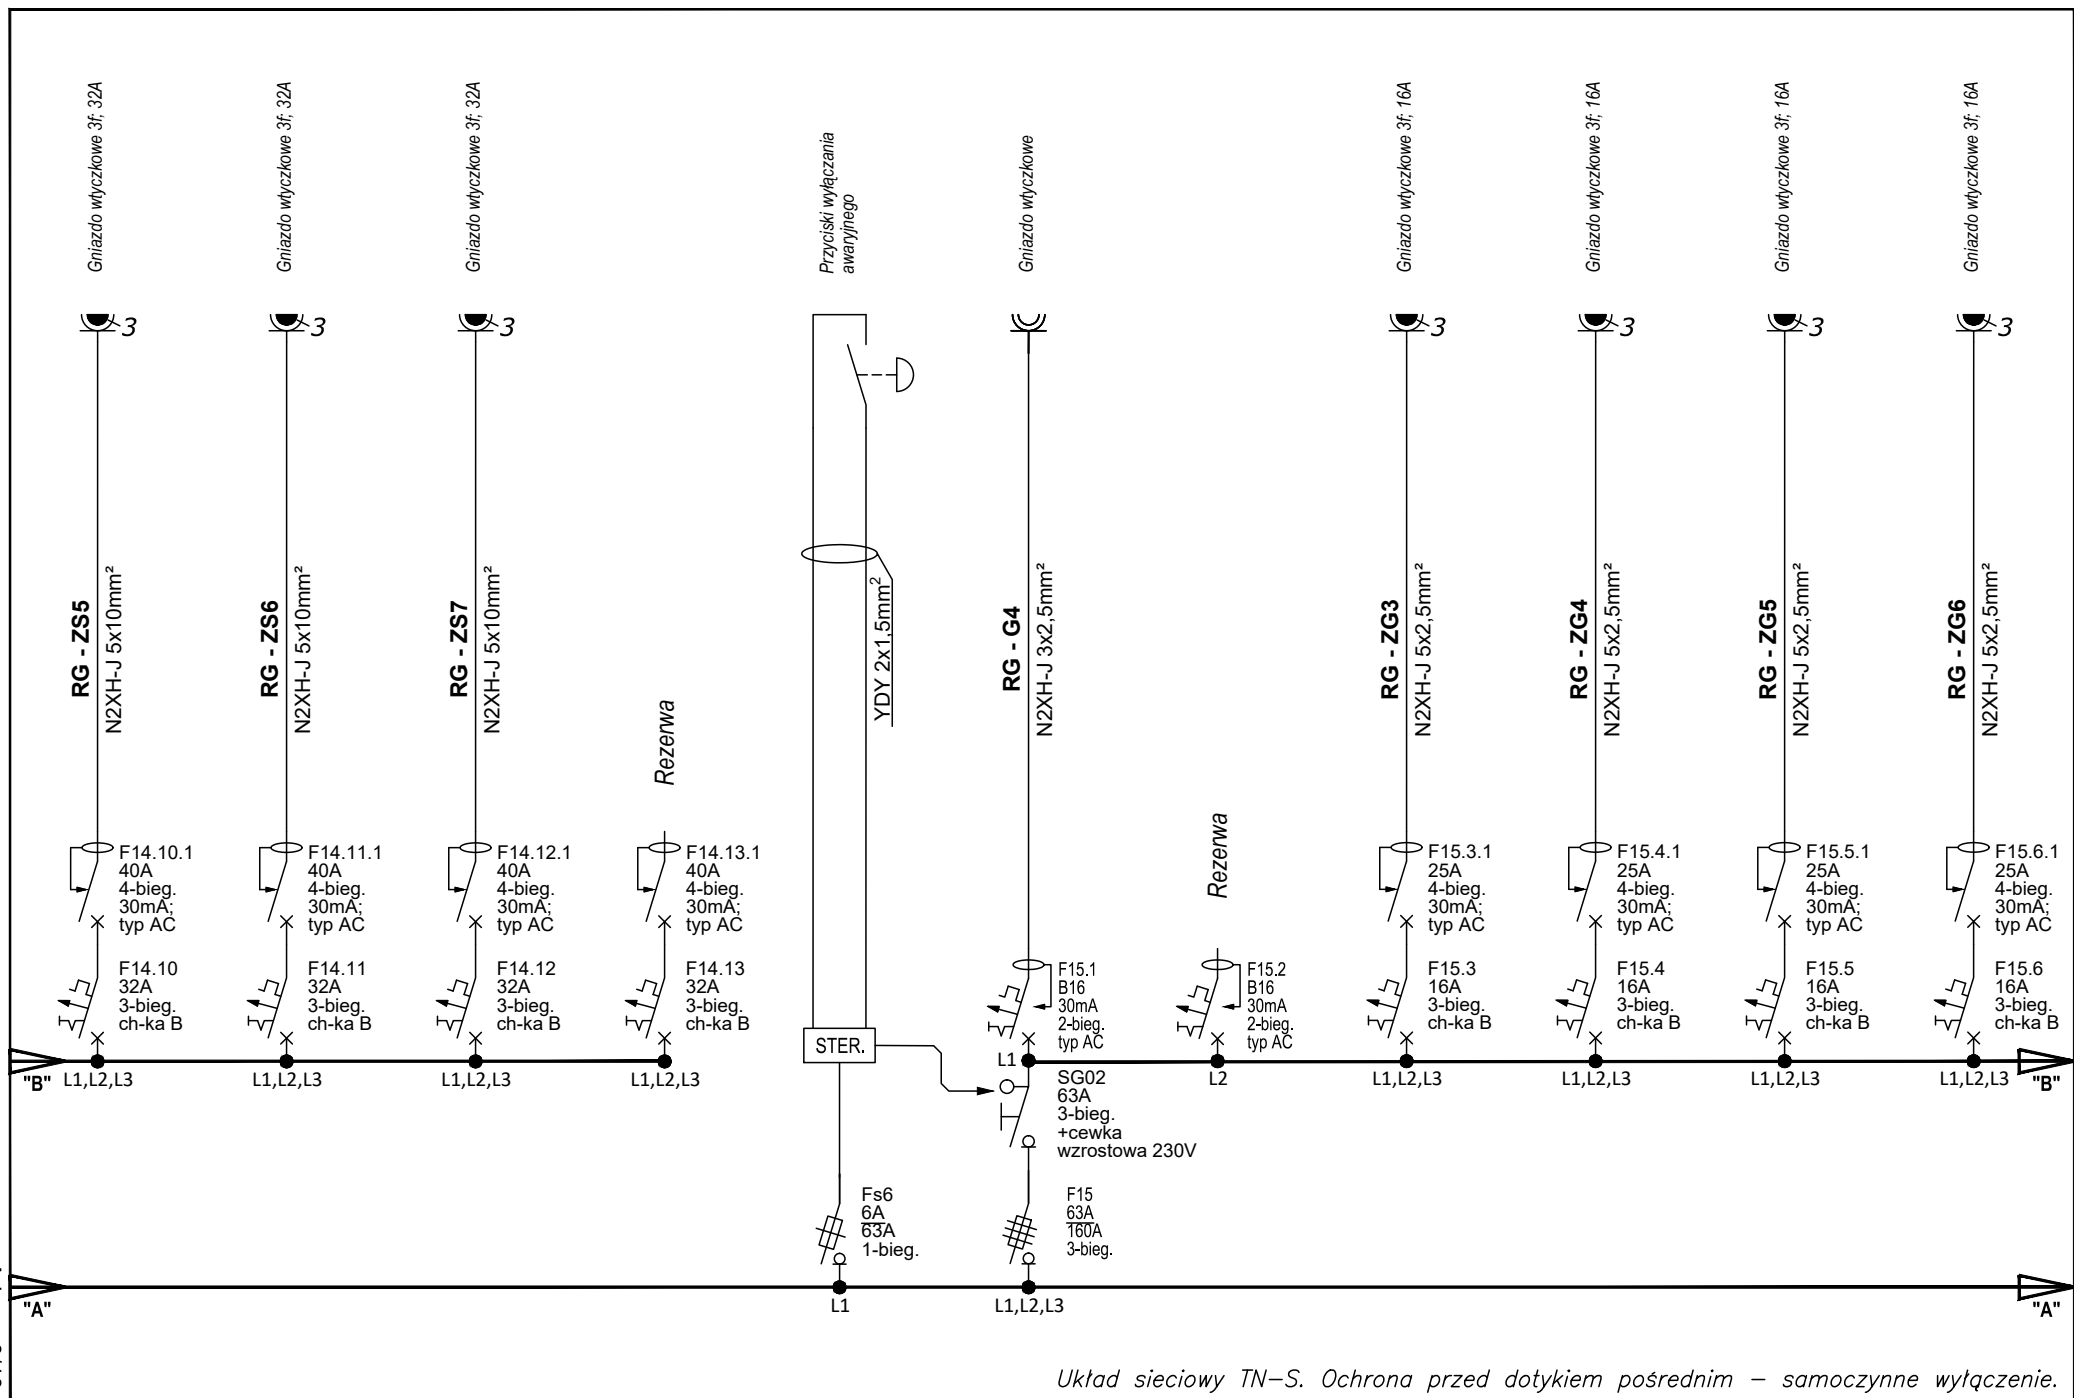 Gniazdo wtyczkowe 3f; 32A
Gniazdo wtyczkowe 3f; 32A
Gniazdo wtyczkowe 3f; 32A
Przyciski wyłączania
awaryjnego
Gniazdo wtyczkowe
Gniazdo wtyczkowe 3f; 16A
Gniazdo wtyczkowe 3f; 16A
Gniazdo wtyczkowe 3f; 16A
Gniazdo wtyczkowe 3f; 16A
3
3
3
3
3
3
3
RG - ZS5
N2XH-J 5x10mm²
RG - ZS6
N2XH-J 5x10mm²
RG - ZS7
N2XH-J 5x10mm²
Rezerwa
YDY 2x1,5mm²
RG - G4
N2XH-J 3x2,5mm²
Rezerwa
RG - ZG3
N2XH-J 5x2,5mm²
RG - ZG4
N2XH-J 5x2,5mm²
RG - ZG5
N2XH-J 5x2,5mm²
RG - ZG6
N2XH-J 5x2,5mm²
F14.10.1
40A
4-bieg.
30mA;
typ AC
F14.11.1
40A
4-bieg.
30mA;
typ AC
F14.12.1
40A
4-bieg.
30mA;
typ AC
F14.13.1
40A
4-bieg.
30mA;
typ AC
F15.3.1
25A
4-bieg.
30mA;
typ AC
F15.4.1
25A
4-bieg.
30mA;
typ AC
F15.5.1
25A
4-bieg.
30mA;
typ AC
F15.6.1
25A
4-bieg.
30mA;
typ AC
F14.10
32A
3-bieg.
ch-ka B
F14.11
32A
3-bieg.
ch-ka B
F14.12
32A
3-bieg.
ch-ka B
F14.13
32A
3-bieg.
ch-ka B
STER.
F15.1
B16
30mA
2-bieg.
typ AC
F15.2
B16
30mA
2-bieg.
typ AC
F15.3
16A
3-bieg.
ch-ka B
F15.4
16A
3-bieg.
ch-ka B
F15.5
16A
3-bieg.
ch-ka B
F15.6
16A
3-bieg.
ch-ka B
"B"
L1,L2,L3
L1,L2,L3
L1,L2,L3
L1,L2,L3
L1
L2
L1,L2,L3
L1,L2,L3
L1,L2,L3
L1,L2,L3
"B"
SG02
63A
3-bieg.
+cewka
wzrostowa 230V
Fs6
6A
63A
1-bieg.
F15
63A
160A
3-bieg.
"A"
L1
L1,L2,L3
"A"
Układ sieciowy TN-S. Ochrona przed dotykiem pośrednim – samoczynne wyłączenie.